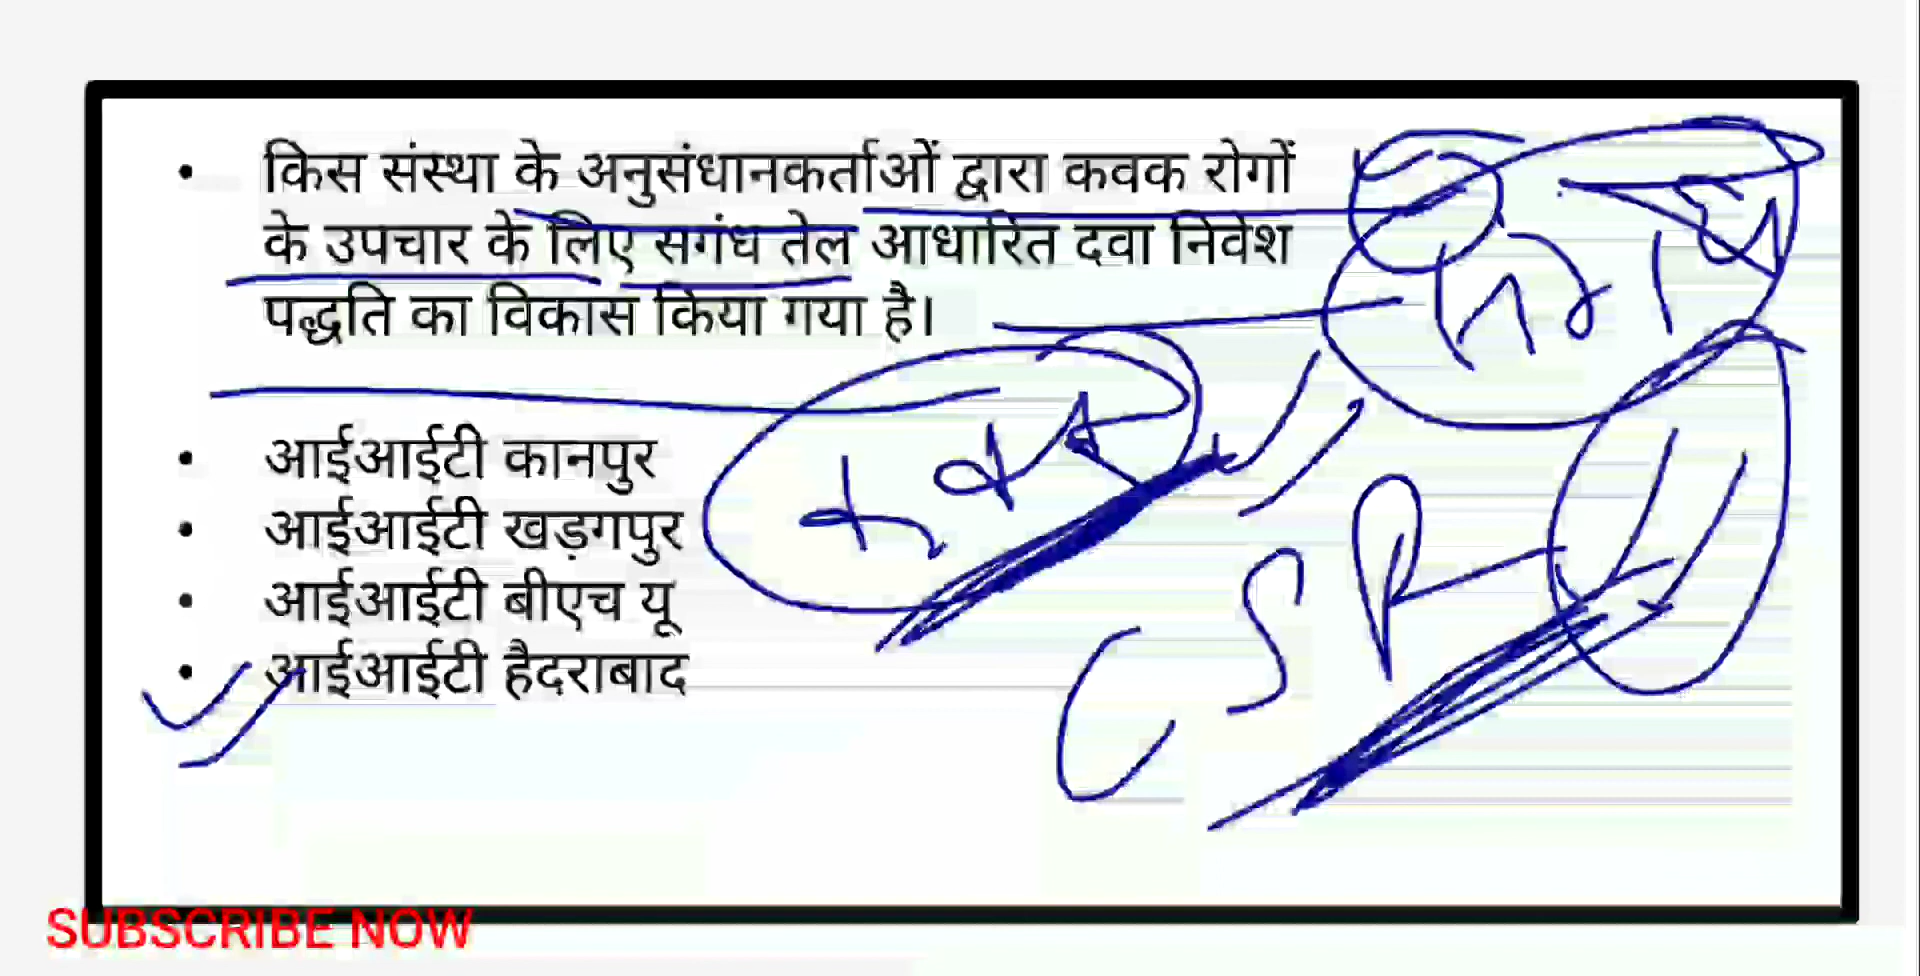 • किस संस्था के अनुसंधानकर्ताओं द्वारा कवक रोगों
के उपचार के लिए सगंध तेल आधारित दवा निवेश
पद्धति का विकास किया गया है।
• आईआईटी कानपुर
• आईआईटी खड़गपुर
• आईआईटी बीएच यू
• आईआईटी हैदराबाद
SUBSCRIBE NOW